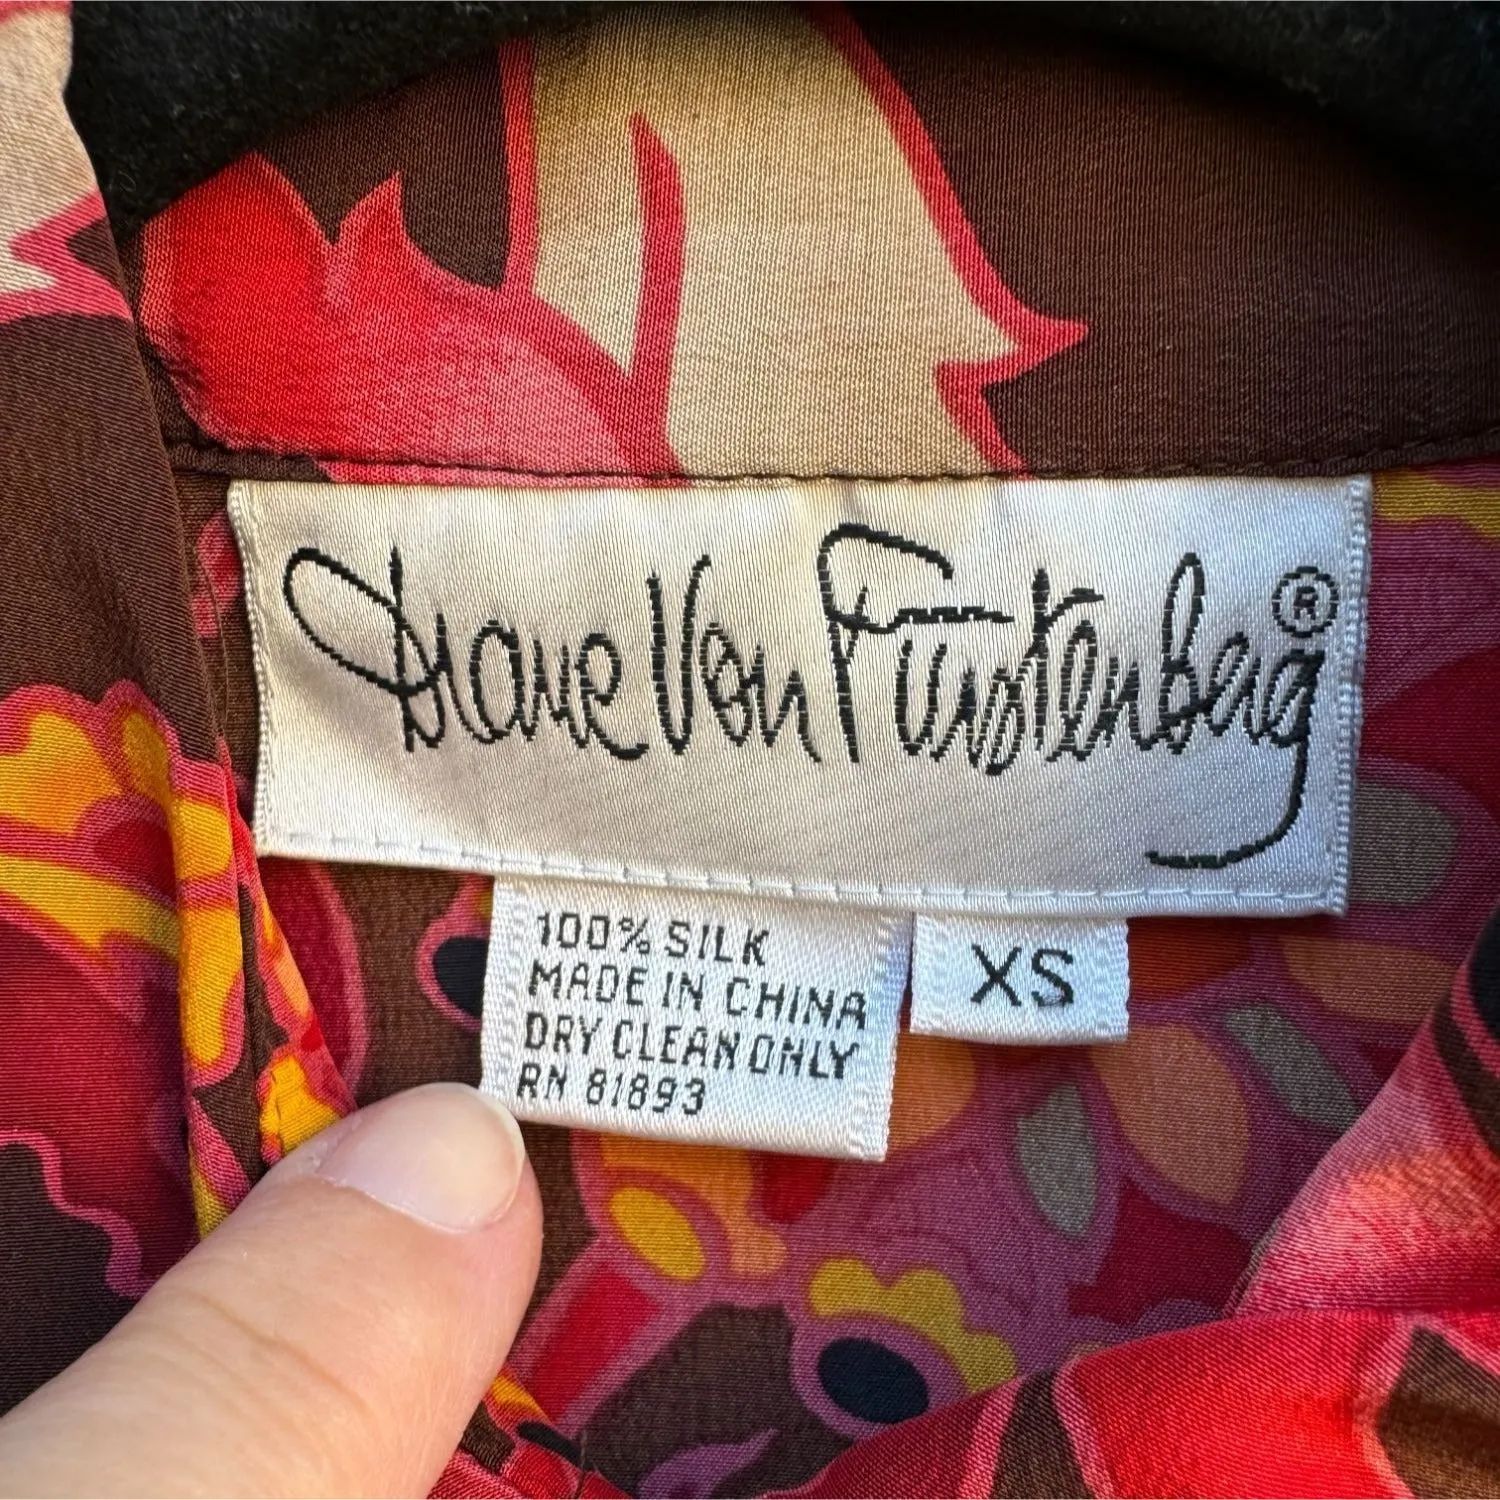 Diane Von Furstenberg®
100% SILK
MADE IN CHINA
DRY CLEAN ONLY
RN 81893
XS